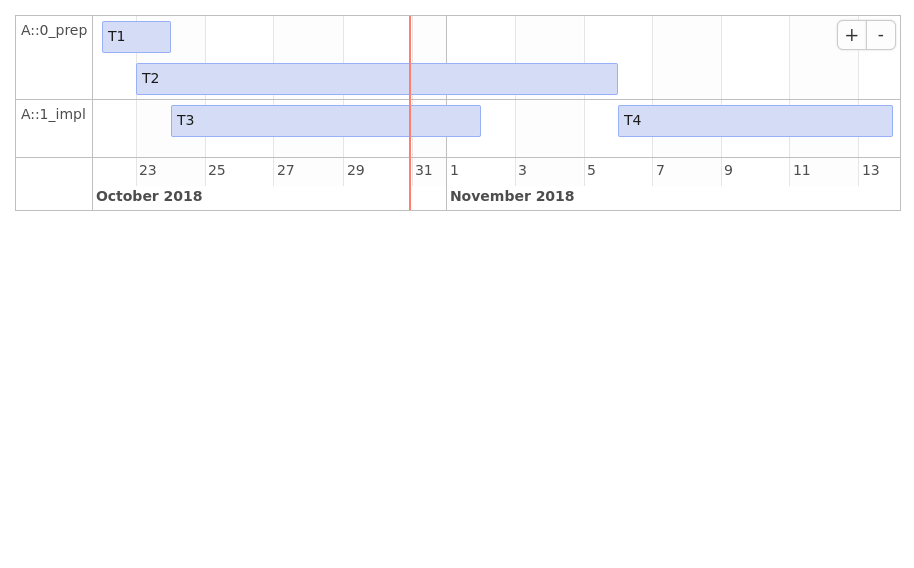 A::0_prep
T1
+ -
T2
A::1_impl
T3 T4
23 25 27 29 31 1 3 5 7 9 11 13
October 2018 November 2018